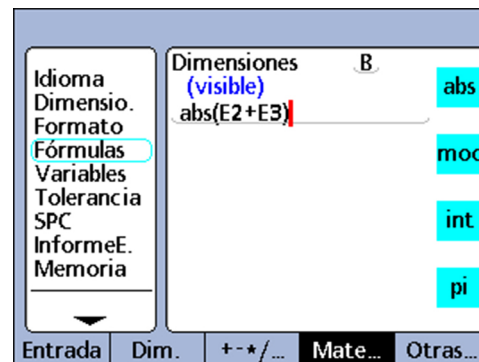 Idioma
Dimensio.
Formato
Fórmulas
Variables
Tolerancia
SPC
InformeE.
Memoria
Dimensiones B
(visible)
abs(E2+E3)
abs
mod
int
pi
Entrada Dim. +-*/... Mate... Otras...